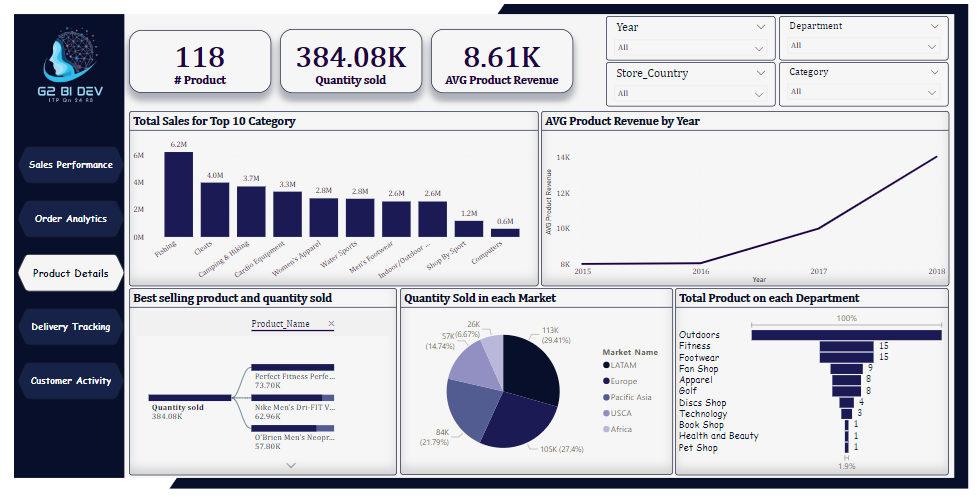 G2 BI DEV
ITP Qn 24 R3
Sales Performance
Order Analytics
Product Details
Delivery Tracking
Customer Activity
118
# Product
384.08K
Quantity sold
8.61K
AVG Product Revenue
Year
All
Department
All
Store_Country
All
Category
All
Total Sales for Top 10 Category
6M
4M
2M
0M
6.2M
4.0M
3.7M
3.3M
2.8M
2.8M
2.6M
2.6M
1.2M
0.6M
Fishing
Cleats
Camping & Hiking
Cardio Equipment
Women's Apparel
Water Sports
Men's Footwear
Indoor/Outdoor ...
Shop By Sport
Computers
AVG Product Revenue by Year
AVG Product Revenue
14K
12K
10K
8K
2015
2016
2017
2018
Year
Best selling product and quantity sold
Product_Name
Quantity sold
384.08K
Perfect Fitness Perfe...
73.70K
Nike Men's Dri-FIT V...
62.96K
O'Brien Men's Neopr...
57.80K
Quantity Sold in each Market
113K
(29.41%)
105K (27.4%)
84K
(21.79%)
57K
(14.74%)
26K
(6.67%)
Market Name
LATAM
Europe
Pacific Asia
USCA
Africa
Total Product on each Department
100%
Outdoors
Fitness 15
Footwear 15
Fan Shop 9
Apparel 8
Golf 8
Discs Shop 4
Technology 3
Book Shop 1
Health and Beauty 1
Pet Shop 1
1.9%